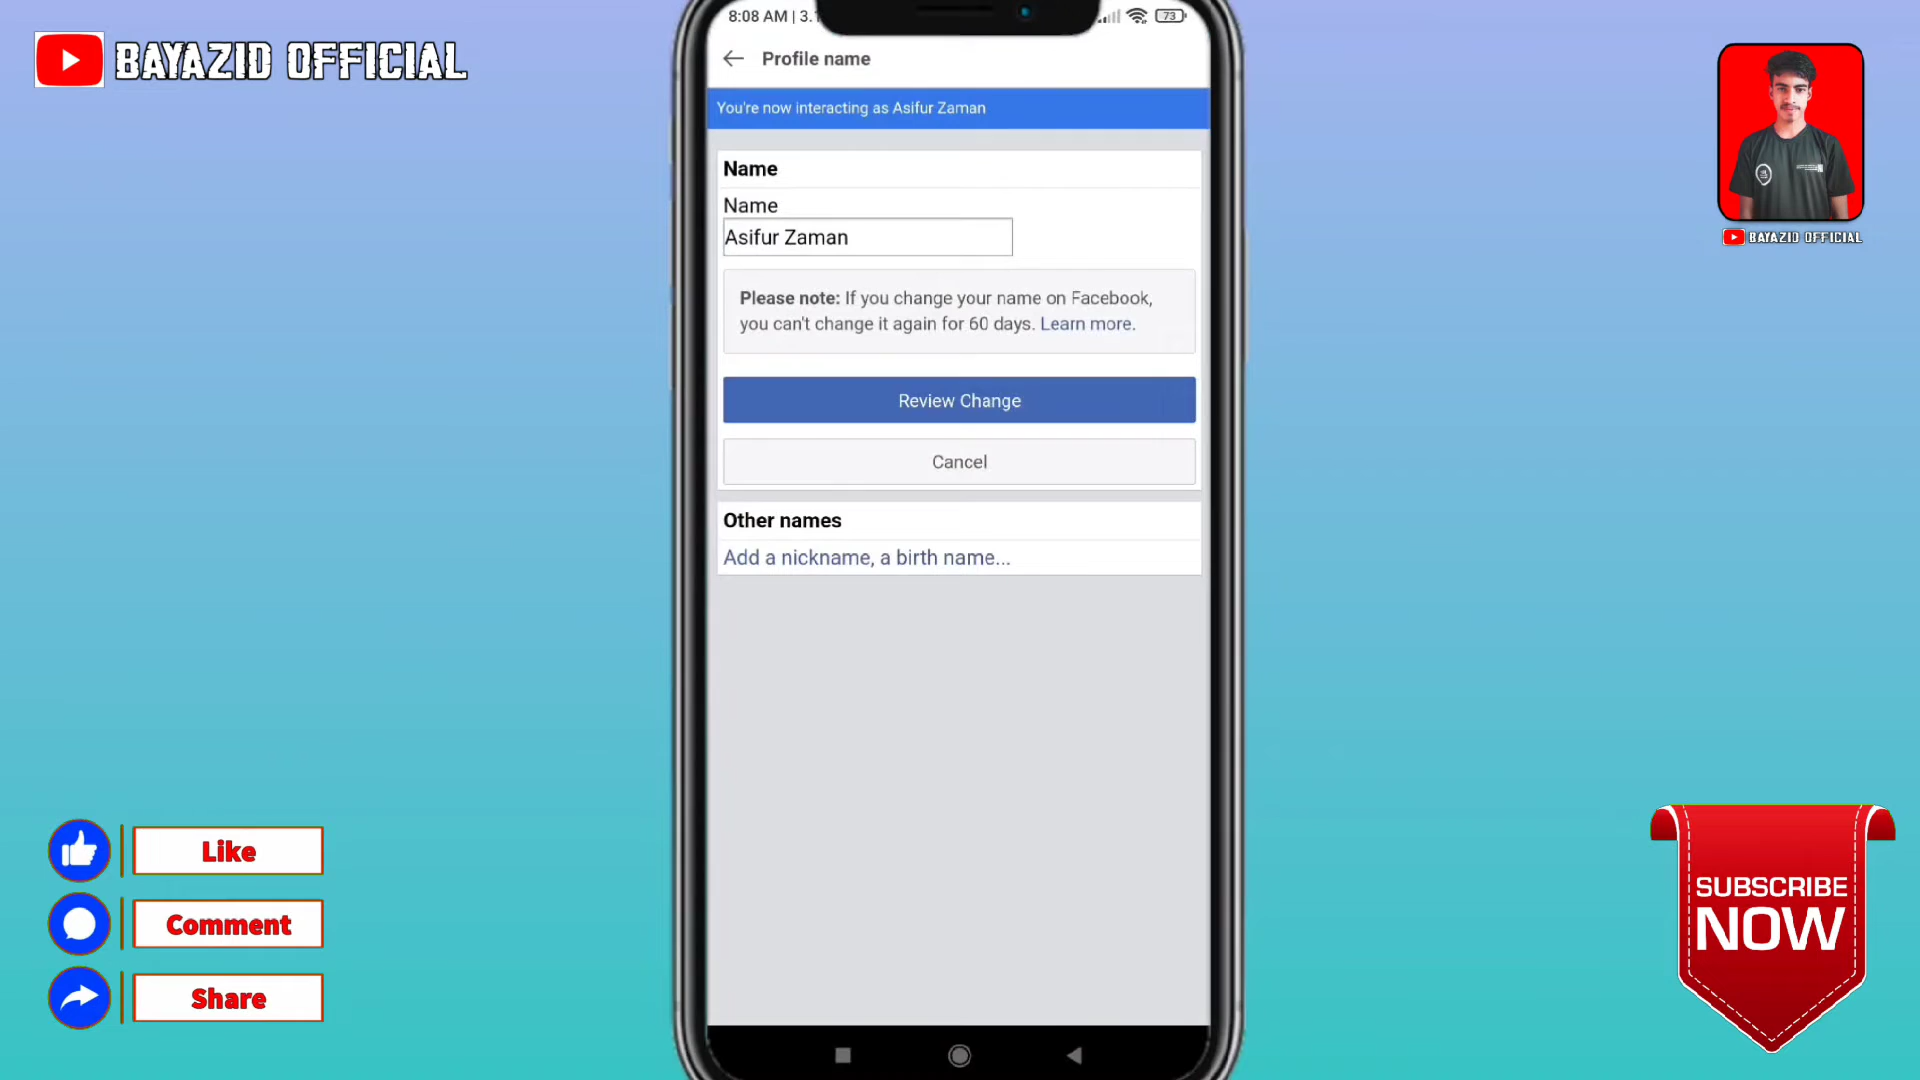 BAYAZID OFFICIAL
8:08 AM | 3.
73
Profile name
You're now interacting as Asifur Zaman
Name
Name
Asifur Zaman
Please note: If you change your name on Facebook,
you can't change it again for 60 days. Learn more.
Review Change
Cancel
Other names
Add a nickname, a birth name...
BAYAZID OFFICIAL
Like
Comment
Share
SUBSCRIBE
NOW